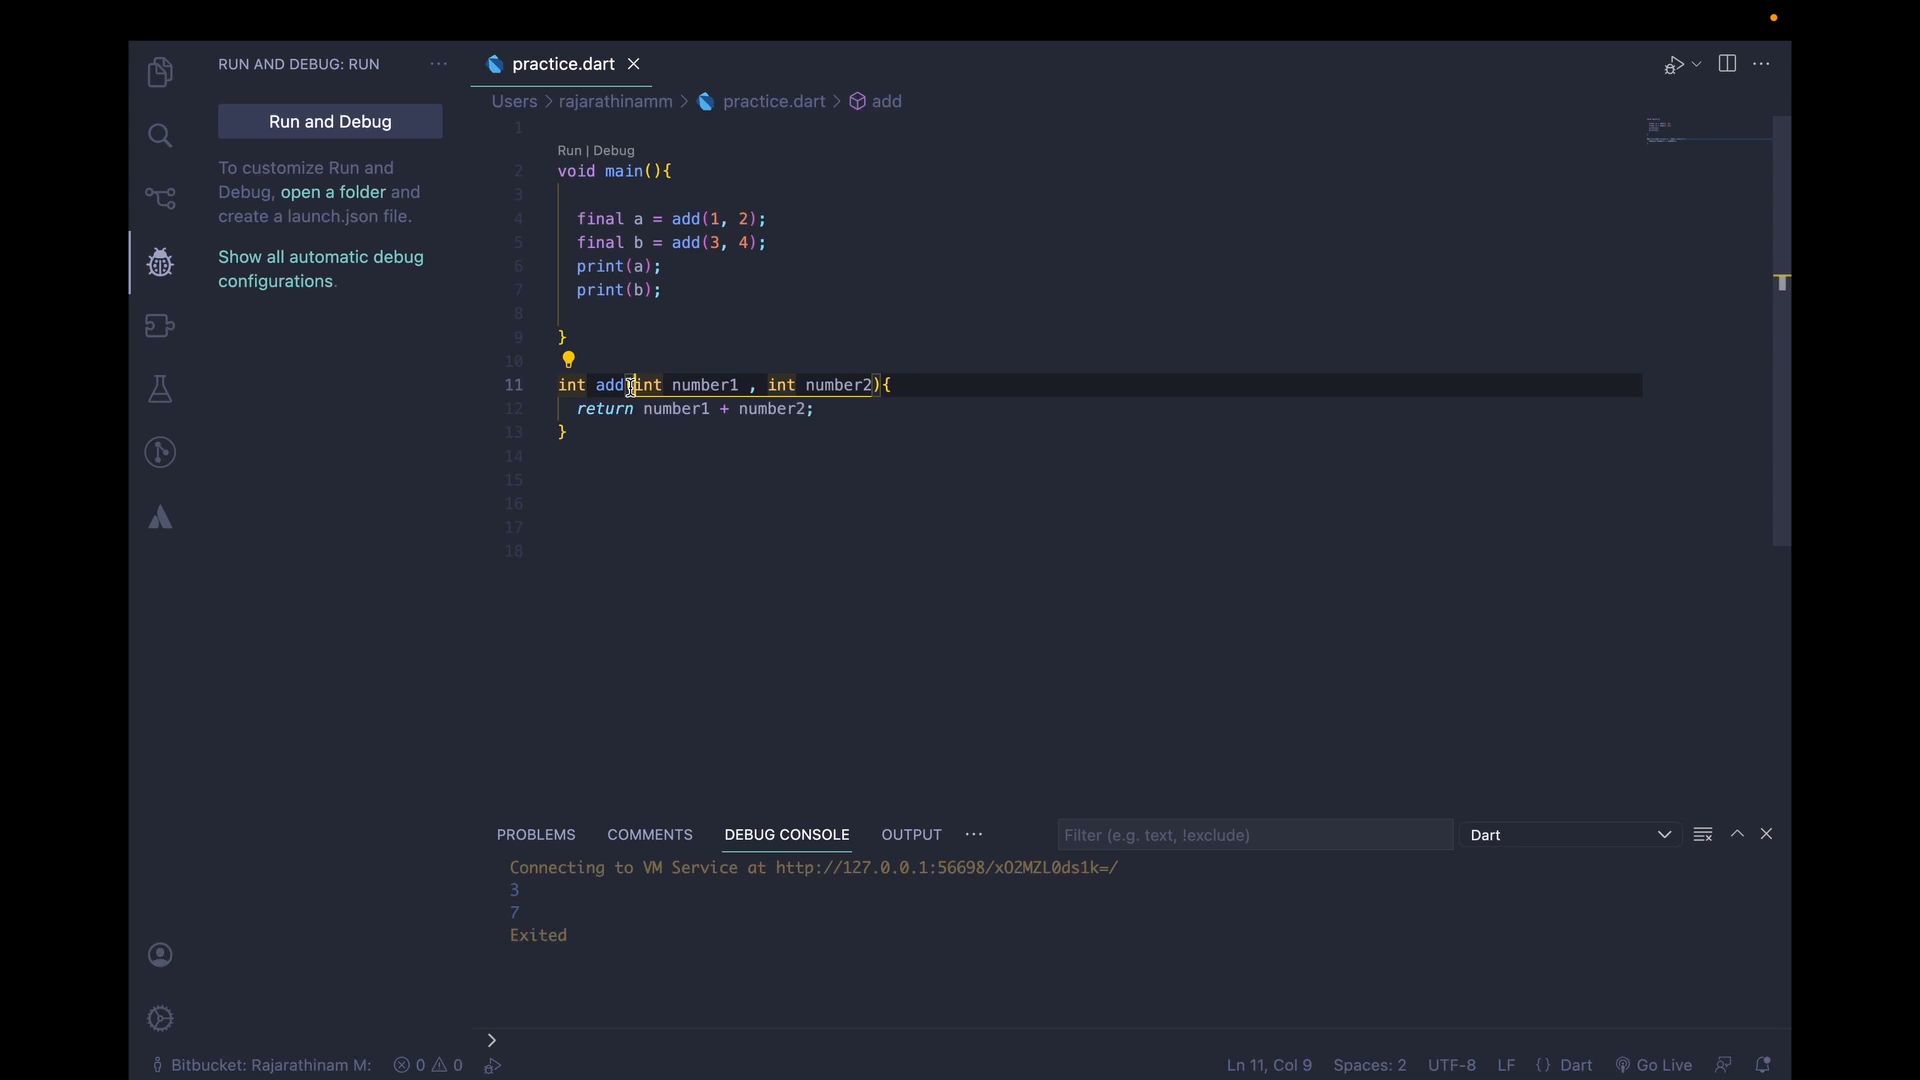 RUN AND DEBUG: RUN
···
practice.dart
···
Run and Debug
Users > rajarathinamm > practice.dart > add
To customize Run and
Debug, open a folder and
create a launch.json file.
Show all automatic debug
configurations.
1
Run | Debug
2 void main(){
3
4 final a = add(1, 2);
5 final b = add(3, 4);
6 print(a);
7 print(b);
8
9 }
10
11 int add(int number1 , int number2){
12 return number1 + number2;
13 }
14
15
16
17
18
PROBLEMS COMMENTS DEBUG CONSOLE OUTPUT ··· Filter (e.g. text, !exclude) Dart
Connecting to VM Service at http://127.0.0.1:56698/xO2MZL0ds1k=/
3
7
Exited
>
Bitbucket: Rajarathinam M: 0 0 Ln 11, Col 9 Spaces: 2 UTF-8 LF {} Dart Go Live